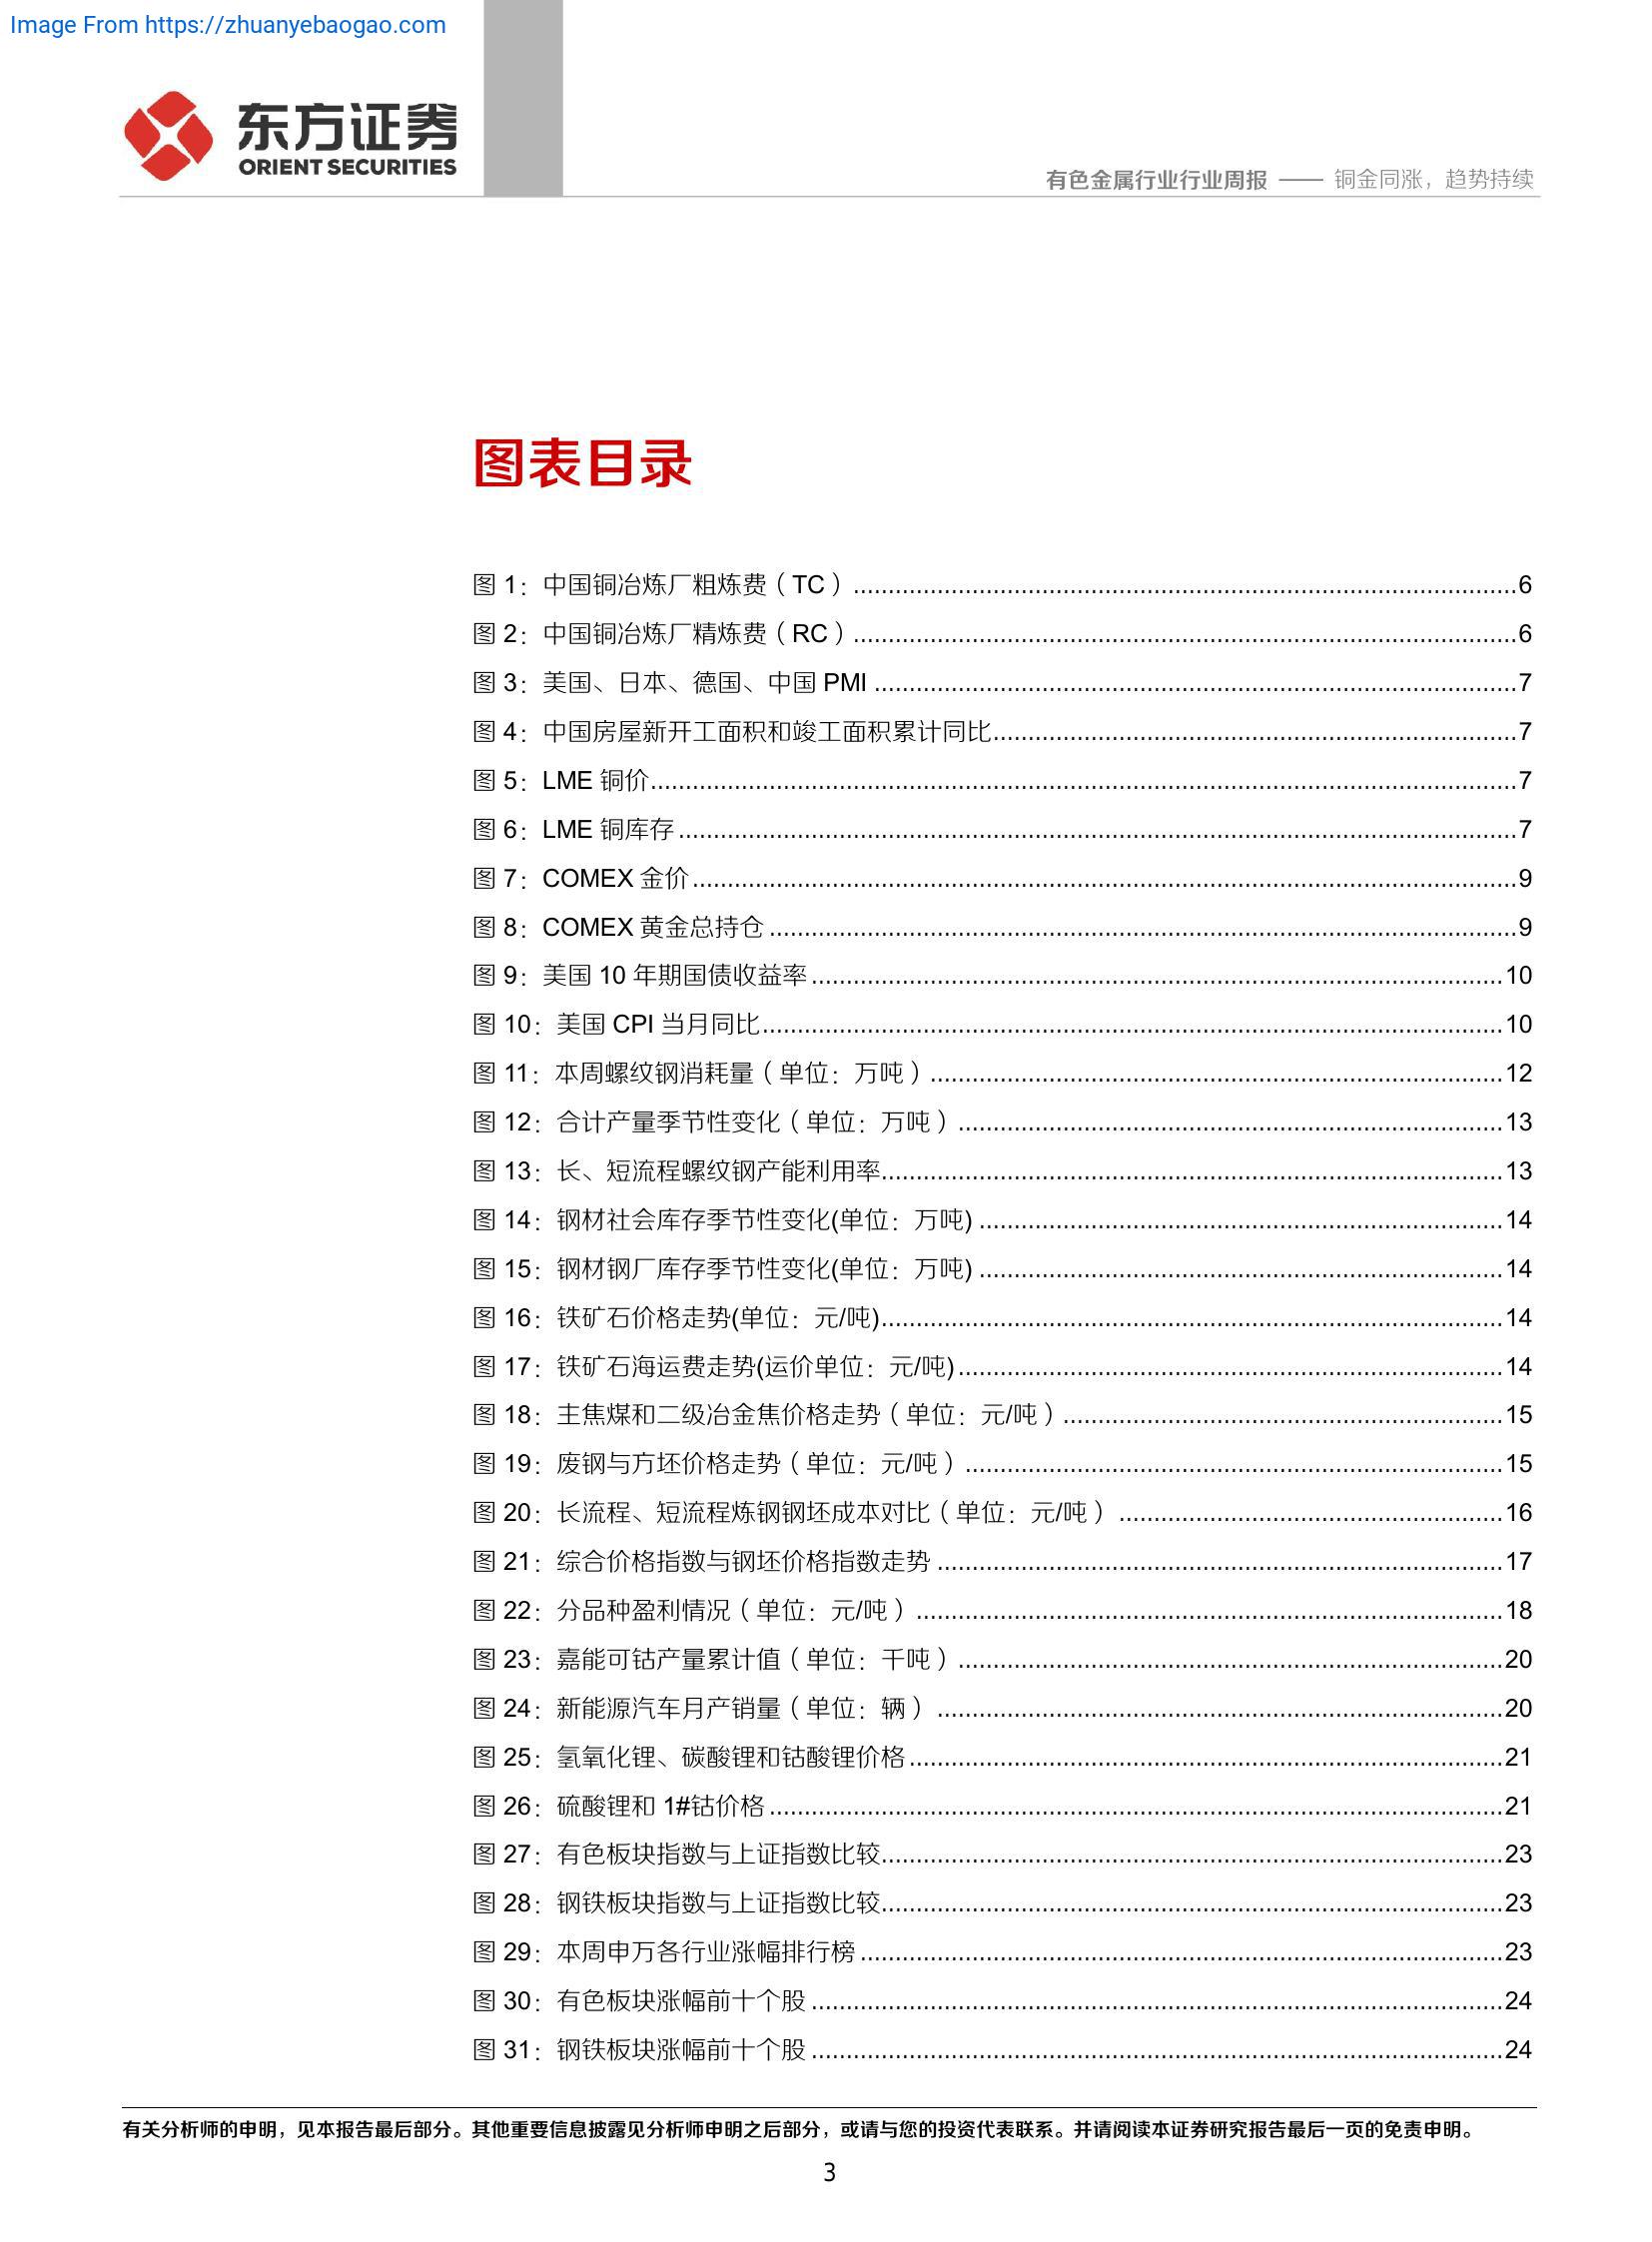 Image From https://zhuanyebaogao.com
东方证券
ORIENT SECURITIES
有色金属行业行业周报 —— 铜金同涨，趋势持续
图表目录
图 1：中国铜冶炼厂粗炼费（TC）...............6
图 2：中国铜冶炼厂精炼费（RC）...............6
图 3：美国、日本、德国、中国 PMI ...............7
图 4：中国房屋新开工面积和竣工面积累计同比...............7
图 5：LME 铜价...............7
图 6：LME 铜库存...............7
图 7：COMEX 金价...............9
图 8：COMEX 黄金总持仓...............9
图 9：美国 10 年期国债收益率...............10
图 10：美国 CPI 当月同比...............10
图 11：本周螺纹钢消耗量（单位：万吨）...............12
图 12：合计产量季节性变化（单位：万吨）...............13
图 13：长、短流程螺纹钢产能利用率...............13
图 14：钢材社会库存季节性变化(单位：万吨)...............14
图 15：钢材钢厂库存季节性变化(单位：万吨)...............14
图 16：铁矿石价格走势(单位：元/吨)...............14
图 17：铁矿石海运费走势(运价单位：元/吨)...............14
图 18：主焦煤和二级冶金焦价格走势（单位：元/吨）...............15
图 19：废钢与方坯价格走势（单位：元/吨）...............15
图 20：长流程、短流程炼钢钢坯成本对比（单位：元/吨）...............16
图 21：综合价格指数与钢坯价格指数走势...............17
图 22：分品种盈利情况（单位：元/吨）...............18
图 23：嘉能可钴产量累计值（单位：干吨）...............20
图 24：新能源汽车月产销量（单位：辆）...............20
图 25：氢氧化锂、碳酸锂和钴酸锂价格...............21
图 26：硫酸锂和 1#钴价格...............21
图 27：有色板块指数与上证指数比较...............23
图 28：钢铁板块指数与上证指数比较...............23
图 29：本周申万各行业涨幅排行榜...............23
图 30：有色板块涨幅前十个股...............24
图 31：钢铁板块涨幅前十个股...............24
有关分析师的申明，见本报告最后部分。其他重要信息披露见分析师申明之后部分，或请与您的投资代表联系。并请阅读本证券研究报告最后一页的免责申明。
3